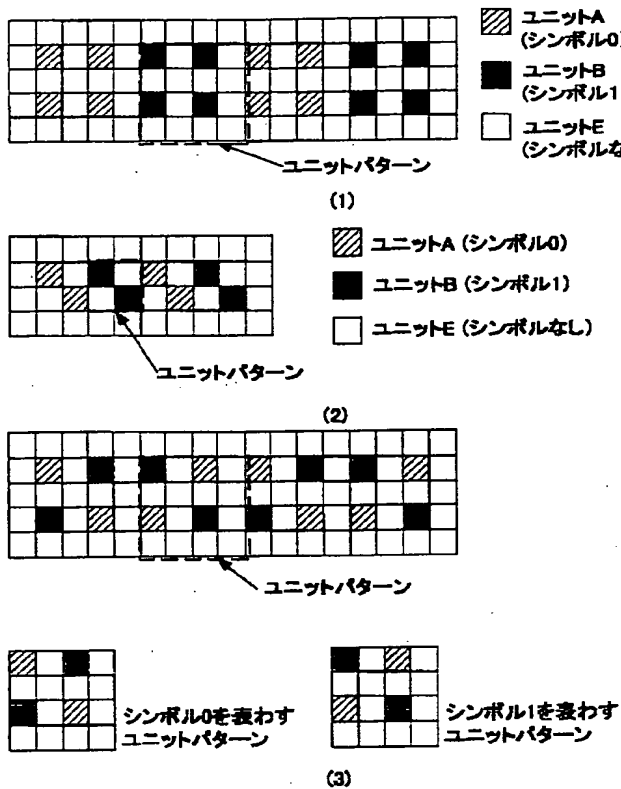 ユニットA
(シンボル0)
ユニットB
(シンボル1
ユニットE
(シンボルな
ユニットパターン
(1)
ユニットA (シンボル0)
ユニットB (シンボル1)
ユニットE (シンボルなし)
ユニットパターン
(2)
ユニットパターン
シンボル0を表わす
ユニットパターン
シンボル1を表わす
ユニットパターン
(3)